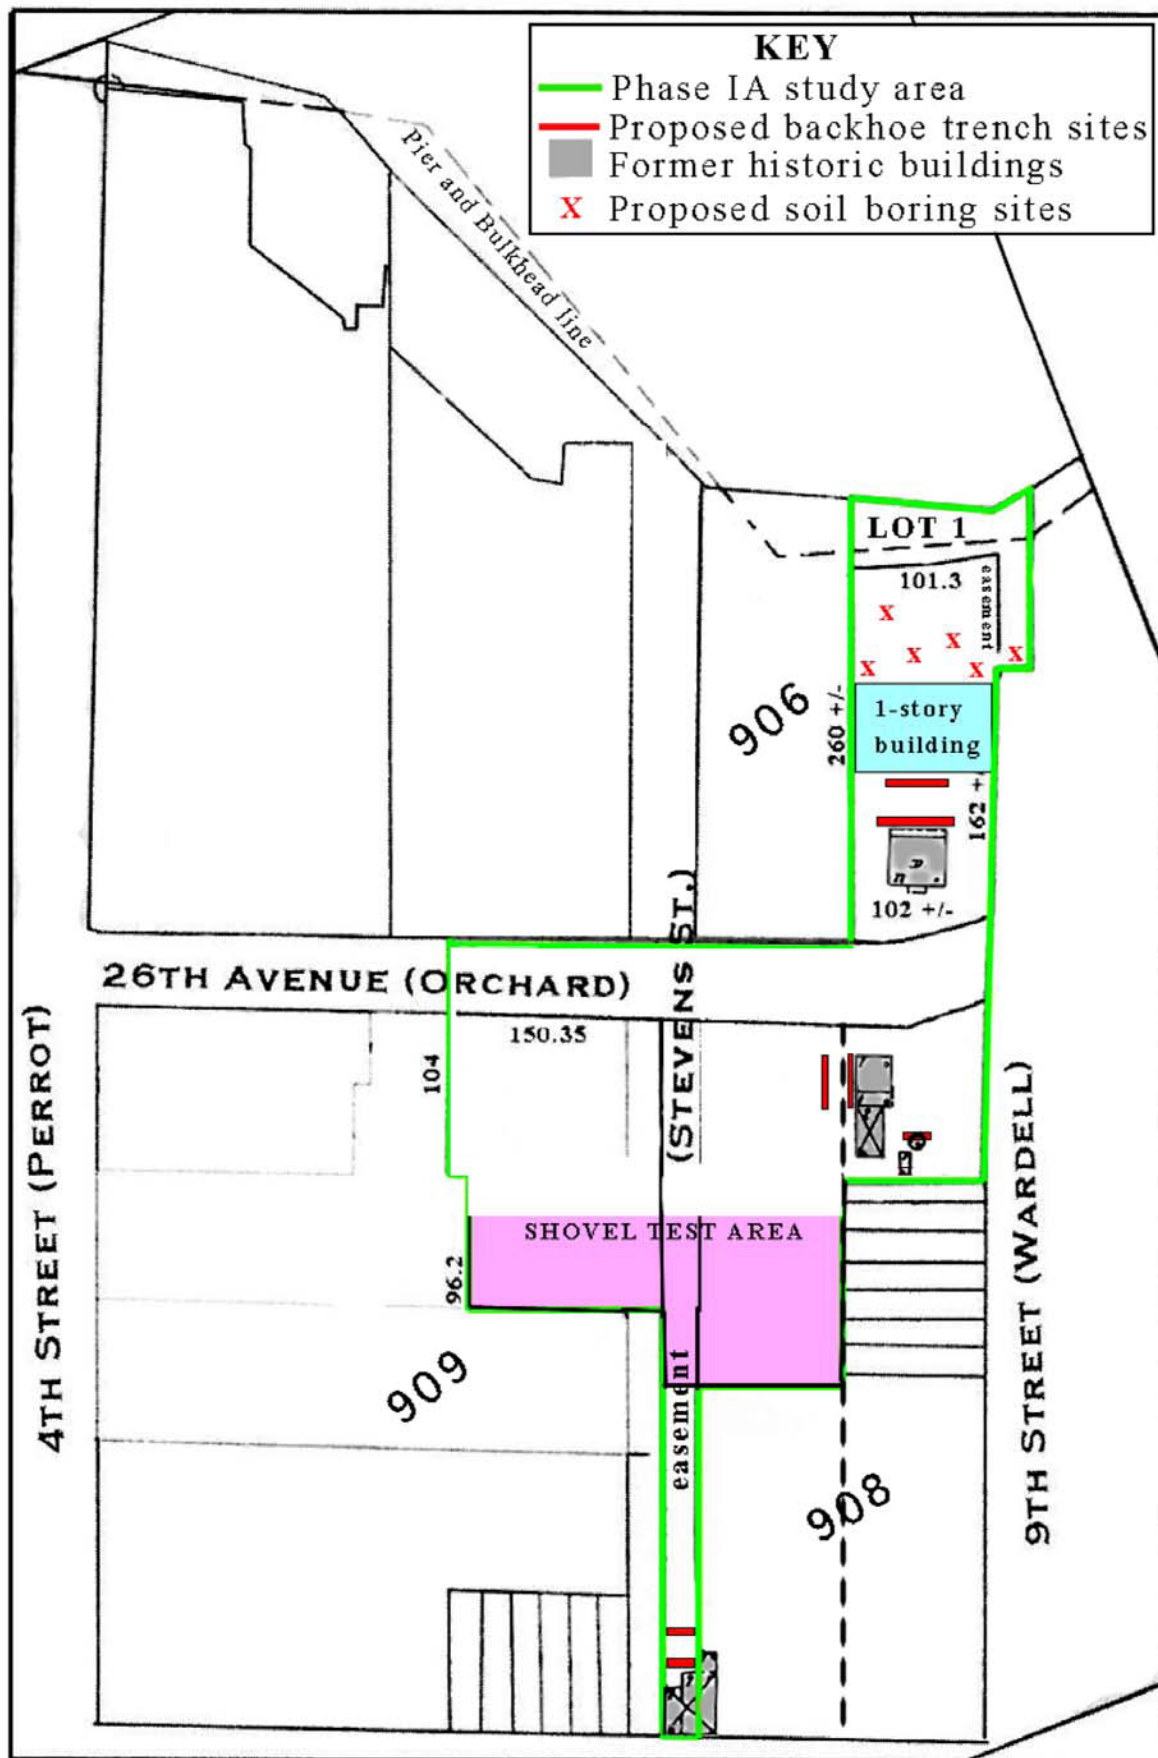 KEY
Phase IA study area
Proposed backhoe trench sites
Former historic buildings
X Proposed soil boring sites
Pier and Bulkhead line
LOT 1
101.3
easement
X
X
X
X
X
X
906
260 +/-
1-story
building
162 +/
102 +/-
26TH AVENUE (ORCHARD)
(STEVENS ST.)
150.35
104
4TH STREET (PERROT)
9TH STREET (WARDELL)
SHOVEL TEST AREA
96.2
909
easement
908